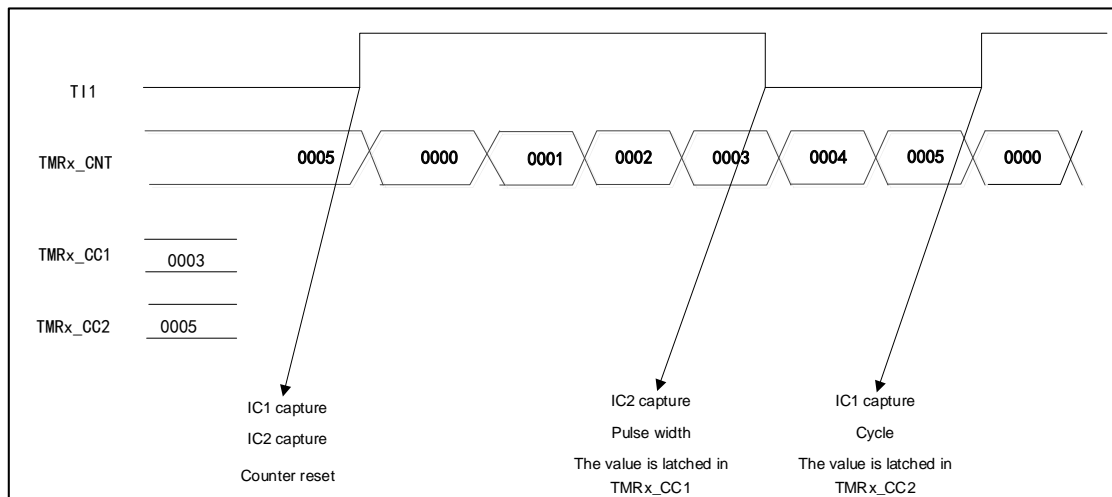 TI1
TMRx_CNT
0005
0000
0001
0002
0003
0004
0005
0000
TMRx_CC1
0003
TMRx_CC2
0005
IC1 capture
IC2 capture
Counter reset
IC2 capture
Pulse width
The value is latched in
TMRx_CC1
IC1 capture
Cycle
The value is latched in
TMRx_CC2